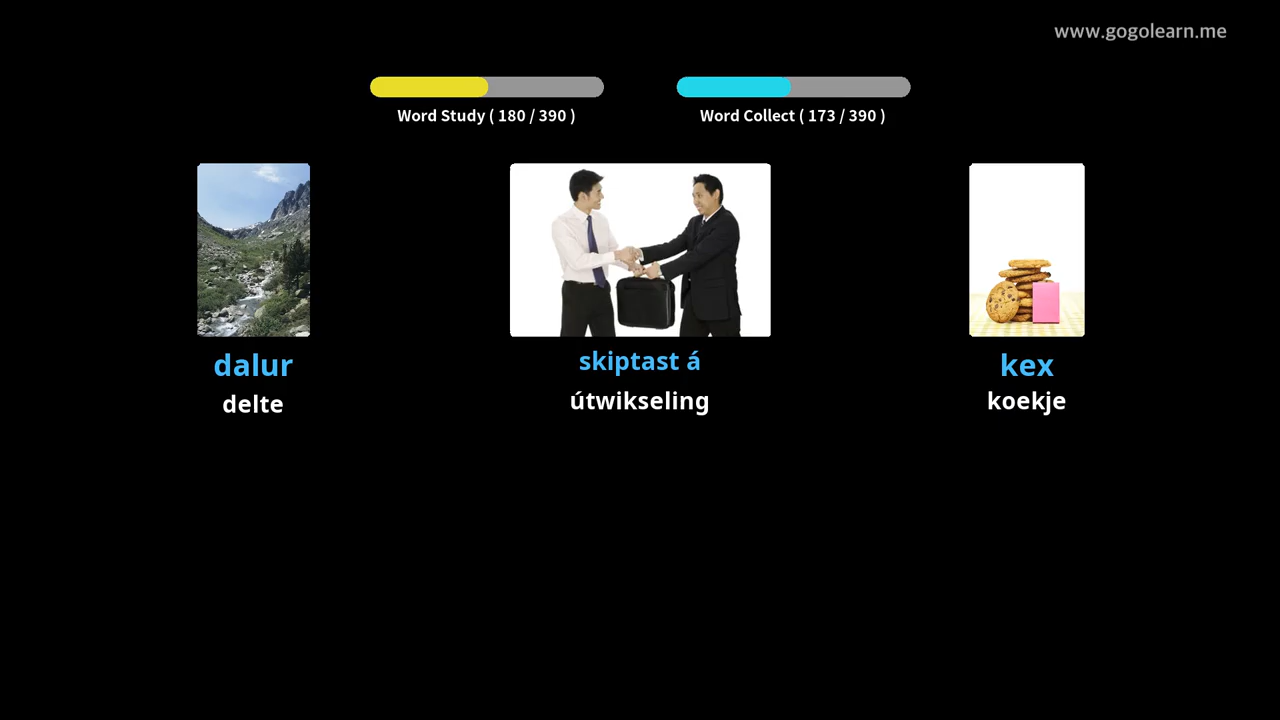 www.gogolearn.me
Word Study ( 180 / 390 )
Word Collect ( 173 / 390 )
dalur
delte
skiptast á
útwikseling
kex
koekje